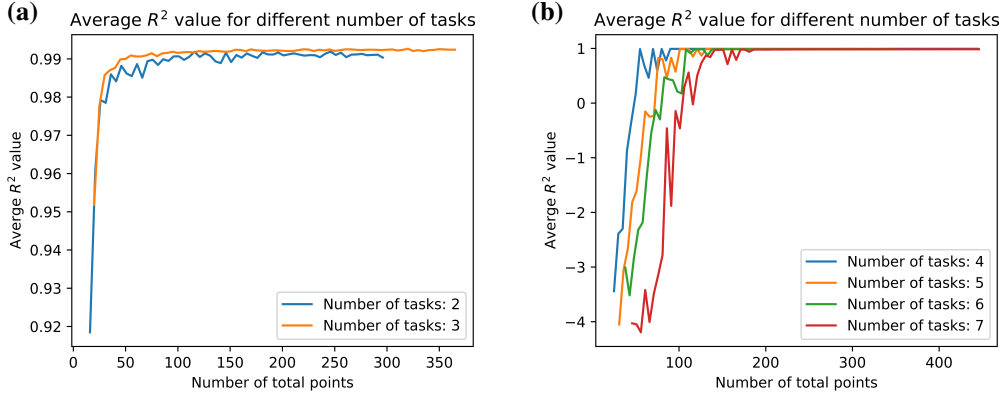 (a)
Average R² value for different number of tasks
Averge R² value
0.99
0.98
0.97
0.96
0.95
0.94
0.93
0.92
0
50
100
150
200
250
300
350
Number of total points
Number of tasks: 2
Number of tasks: 3
(b)
Average R² value for different number of tasks
Averge R² value
1
0
−1
−2
−3
−4
100
200
300
400
Number of total points
Number of tasks: 4
Number of tasks: 5
Number of tasks: 6
Number of tasks: 7